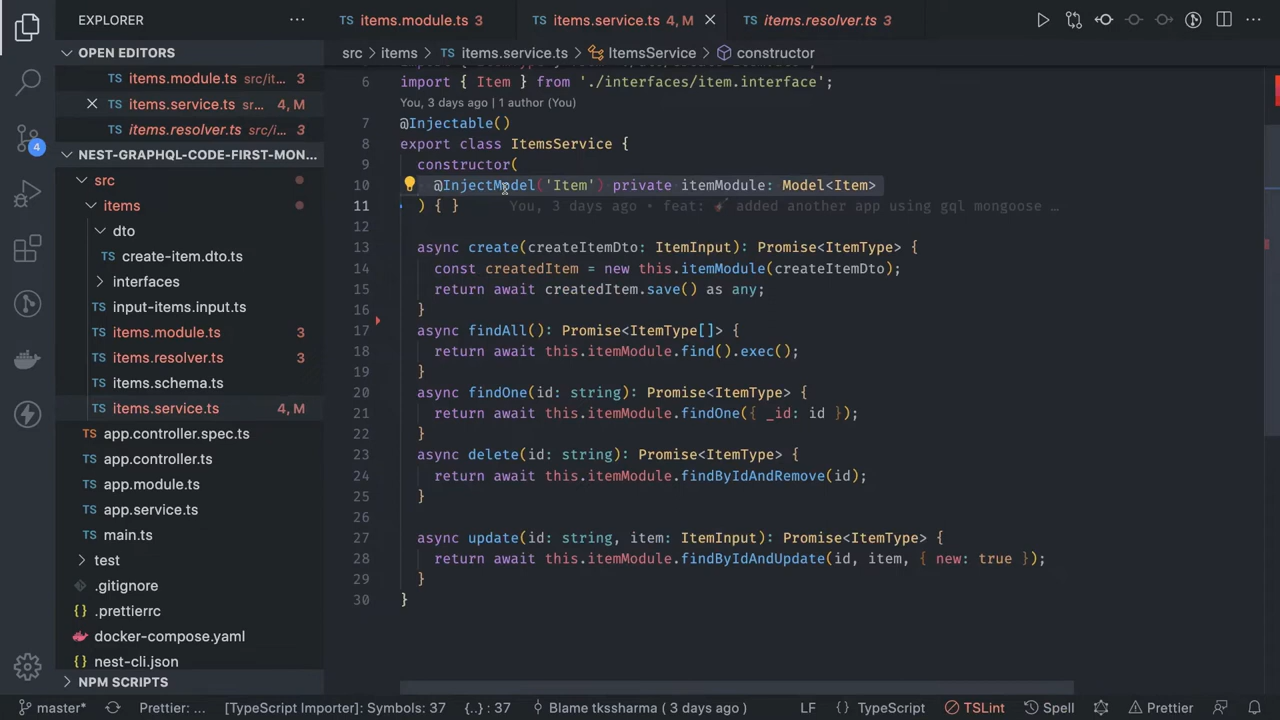 EXPLORER
OPEN EDITORS
TS items.module.ts src/it... 3
TS items.service.ts sr... 4, M
TS items.resolver.ts src/i... 3
NEST-GRAPHQL-CODE-FIRST-MON...
src
items
dto
TS create-item.dto.ts
interfaces
TS input-items.input.ts
TS items.module.ts 3
TS items.resolver.ts 3
TS items.schema.ts
TS items.service.ts 4, M
TS app.controller.spec.ts
TS app.controller.ts
TS app.module.ts
TS app.service.ts
TS main.ts
test
.gitignore
{} .prettierrc
docker-compose.yaml
{} nest-cli.json
NPM SCRIPTS
4
TS items.module.ts 3
TS items.service.ts 4, M
TS items.resolver.ts 3
src > items > TS items.service.ts > ItemsService > constructor
6 import { Item } from './interfaces/item.interface';
You, 3 days ago | 1 author (You)
7 @Injectable()
8 export class ItemsService {
9 constructor(
10 @InjectModel('Item') private itemModule: Model<Item>
11 ) { } You, 3 days ago • feat: 🚀 added another app using gql mongoose …
12
13 async create(createItemDto: ItemInput): Promise<ItemType> {
14 const createdItem = new this.itemModule(createItemDto);
15 return await createdItem.save() as any;
16 }
17 async findAll(): Promise<ItemType[]> {
18 return await this.itemModule.find().exec();
19 }
20 async findOne(id: string): Promise<ItemType> {
21 return await this.itemModule.findOne({ _id: id });
22 }
23 async delete(id: string): Promise<ItemType> {
24 return await this.itemModule.findByIdAndRemove(id);
25 }
26
27 async update(id: string, item: ItemInput): Promise<ItemType> {
28 return await this.itemModule.findByIdAndUpdate(id, item, { new: true });
29 }
30 }
master* Prettier: ... [TypeScript Importer]: Symbols: 37 {..} : 37 Blame tkssharma ( 3 days ago ) LF {} TypeScript TSLint Spell Prettier